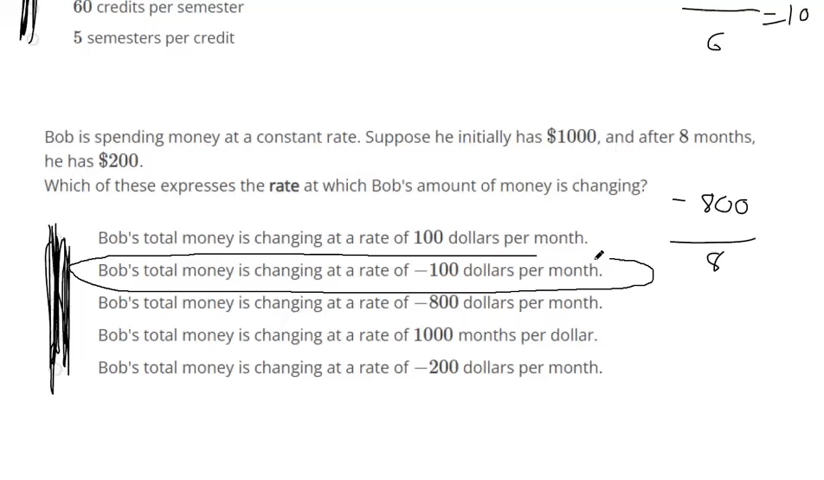 60 credits per semester
=10
5 semesters per credit
6
Bob is spending money at a constant rate. Suppose he initially has $1000, and after 8 months,
he has $200.
Which of these expresses the rate at which Bob's amount of money is changing?
- 800
8
Bob's total money is changing at a rate of 100 dollars per month.
Bob's total money is changing at a rate of −100 dollars per month.
Bob's total money is changing at a rate of −800 dollars per month.
Bob's total money is changing at a rate of 1000 months per dollar.
Bob's total money is changing at a rate of −200 dollars per month.